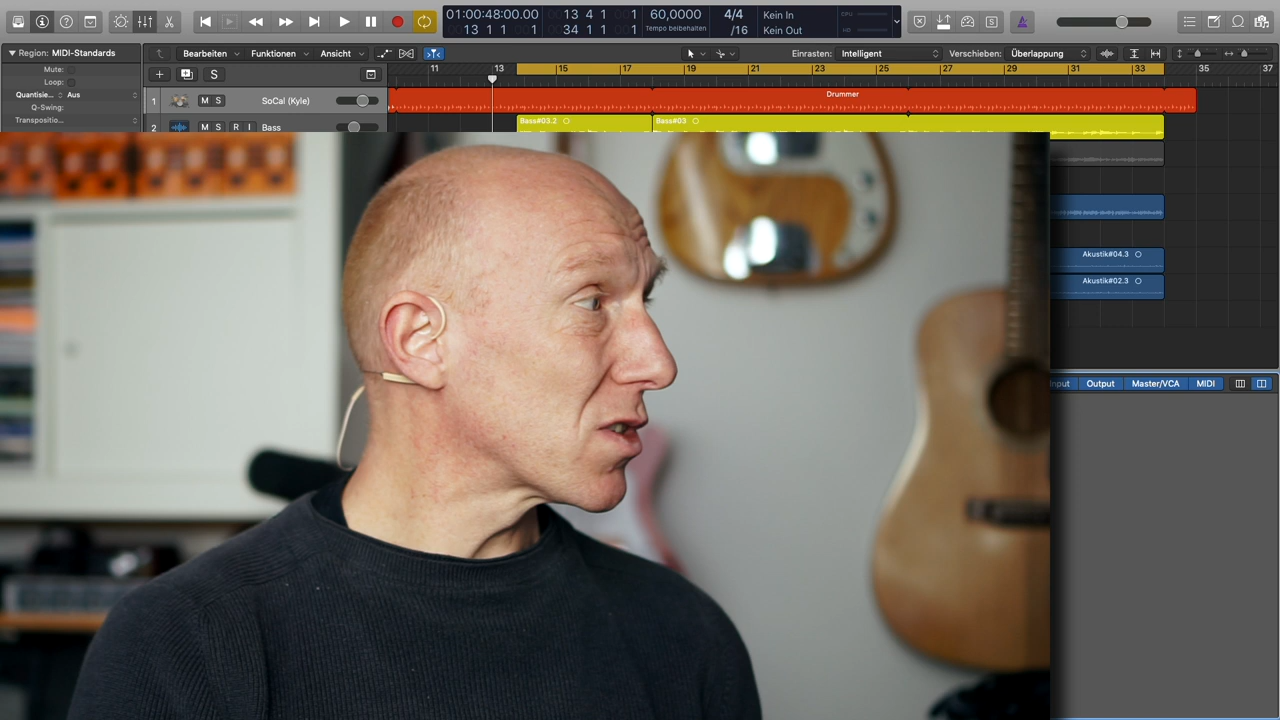 01:00:48:00.00
13 1 1 1
13 4 1 1
34 1 1 1
60,0000
Tempo beibehalten
4/4
/16
Kein In
Kein Out
CPU
HD
Region: MIDI-Standards
Bearbeiten
Funktionen
Ansicht
Einrasten: Intelligent
Verschieben: Überlappung
Mute:
Loop:
Quantisie... Aus
Q-Swing:
Transpositio...
S
11 13 15 17 19 21 23 25 27 29 31 33 35 37
1 M S SoCal (Kyle)
Drummer
2 M S R I Bass
Bass#03.2
Bass#03
Akustik#04.3
Akustik#02.3
Input Output Master/VCA MIDI